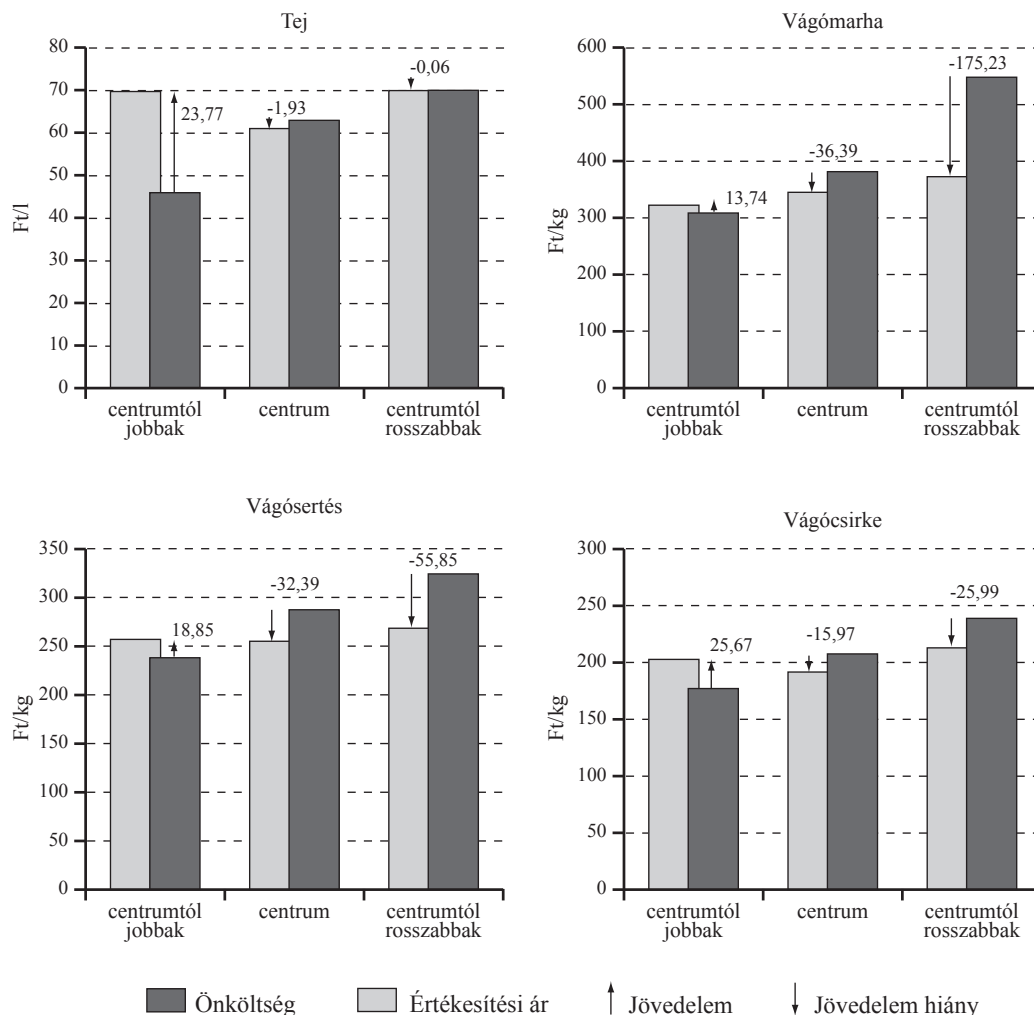 Tej
80
70
60
50
40
30
20
10
0
Ft/l
23,77
-1,93
-0,06
centrumtól
jobbak
centrum
centrumtól
rosszabbak
Vágómarha
600
500
400
300
200
100
0
Ft/kg
13,74
-36,39
-175,23
centrumtól
jobbak
centrum
centrumtól
rosszabbak
Vágósertés
350
300
250
200
150
100
50
0
Ft/kg
18,85
-32,39
-55,85
centrumtól
jobbak
centrum
centrumtól
rosszabbak
Vágócsirke
300
250
200
150
100
50
0
Ft/kg
25,67
-15,97
-25,99
centrumtól
jobbak
centrum
centrumtól
rosszabbak
Önköltség
Értékesítési ár
Jövedelem
Jövedelem hiány